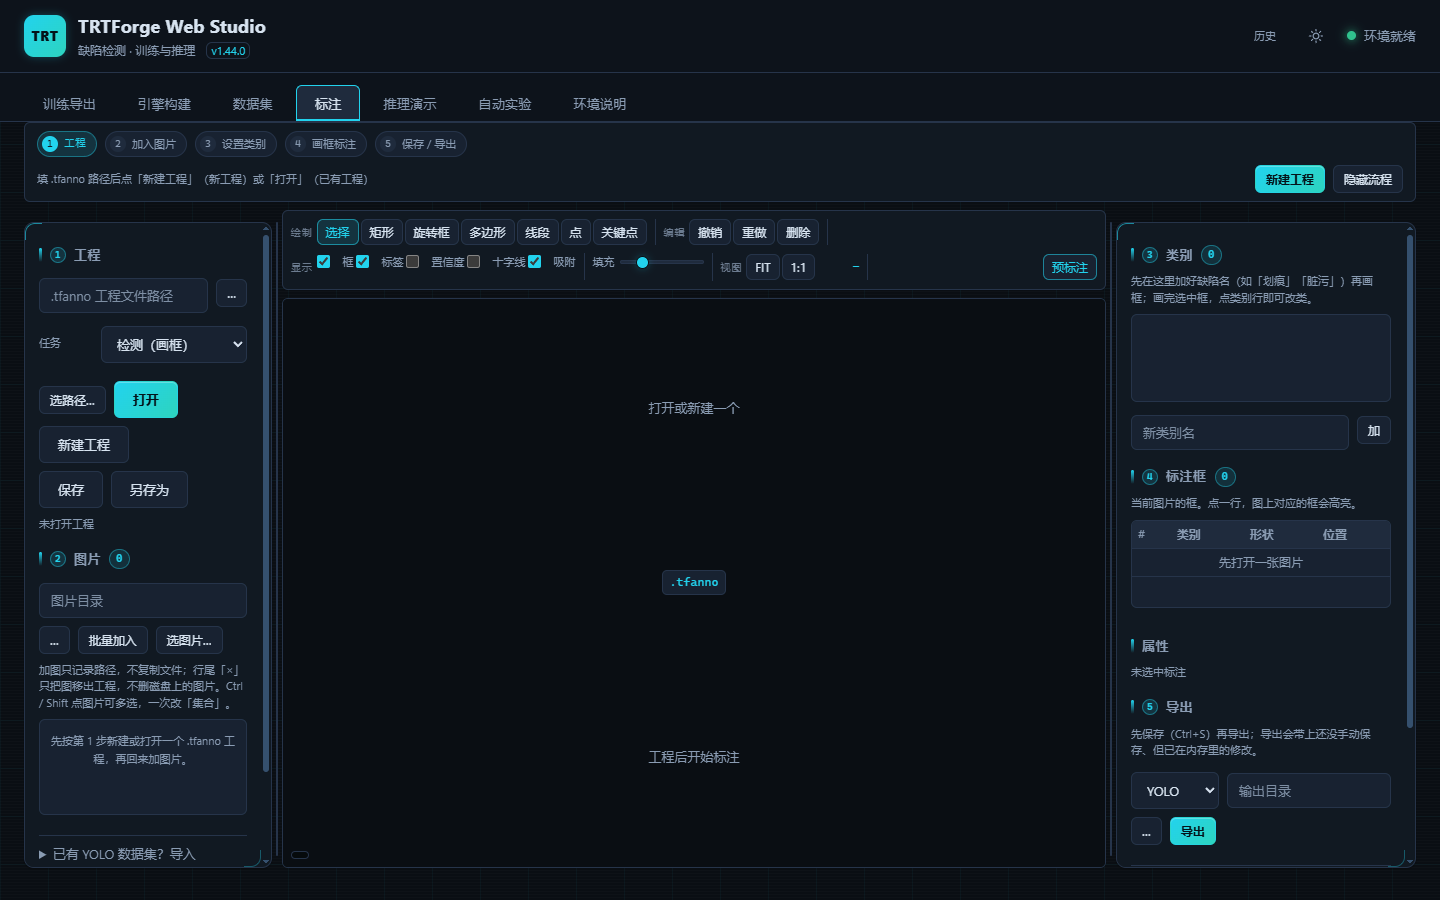 TRT
TRTForge Web Studio
缺陷检测 · 训练与推理 v1.44.0
历史
环境就绪
训练导出 引擎构建 数据集 标注 推理演示 自动实验 环境说明
1 工程 2 加入图片 3 设置类别 4 画框标注 5 保存 / 导出
填 .tfanno 路径后点「新建工程」（新工程）或「打开」（已有工程）
新建工程 隐藏流程
1 工程
.tfanno 工程文件路径 ...
任务 检测（画框）
选路径... 打开
新建工程
保存 另存为
未打开工程
2 图片 0
图片目录
... 批量加入 选图片...
加图只记录路径，不复制文件；行尾「×」
只把图移出工程，不删磁盘上的图片。Ctrl
/ Shift 点图片可多选，一次改「集合」。
先按第 1 步新建或打开一个 .tfanno 工
程，再回来加图片。
▶ 已有 YOLO 数据集？导入
绘制 选择 矩形 旋转框 多边形 线段 点 关键点 编辑 撤销 重做 删除
显示 框 标签 置信度 十字线 吸附 填充 视图 FIT 1:1 – 预标注
打开或新建一个
.tfanno
工程后开始标注
3 类别 0
先在这里加好缺陷名（如「划痕」「脏污」）再画
框；画完选中框，点类别行即可改类。
新类别名 加
4 标注框 0
当前图片的框。点一行，图上对应的框会高亮。
# 类别 形状 位置
先打开一张图片
属性
未选中标注
5 导出
先保存（Ctrl+S）再导出；导出会带上还没手动保
存、但已在内存里的修改。
YOLO 输出目录
... 导出